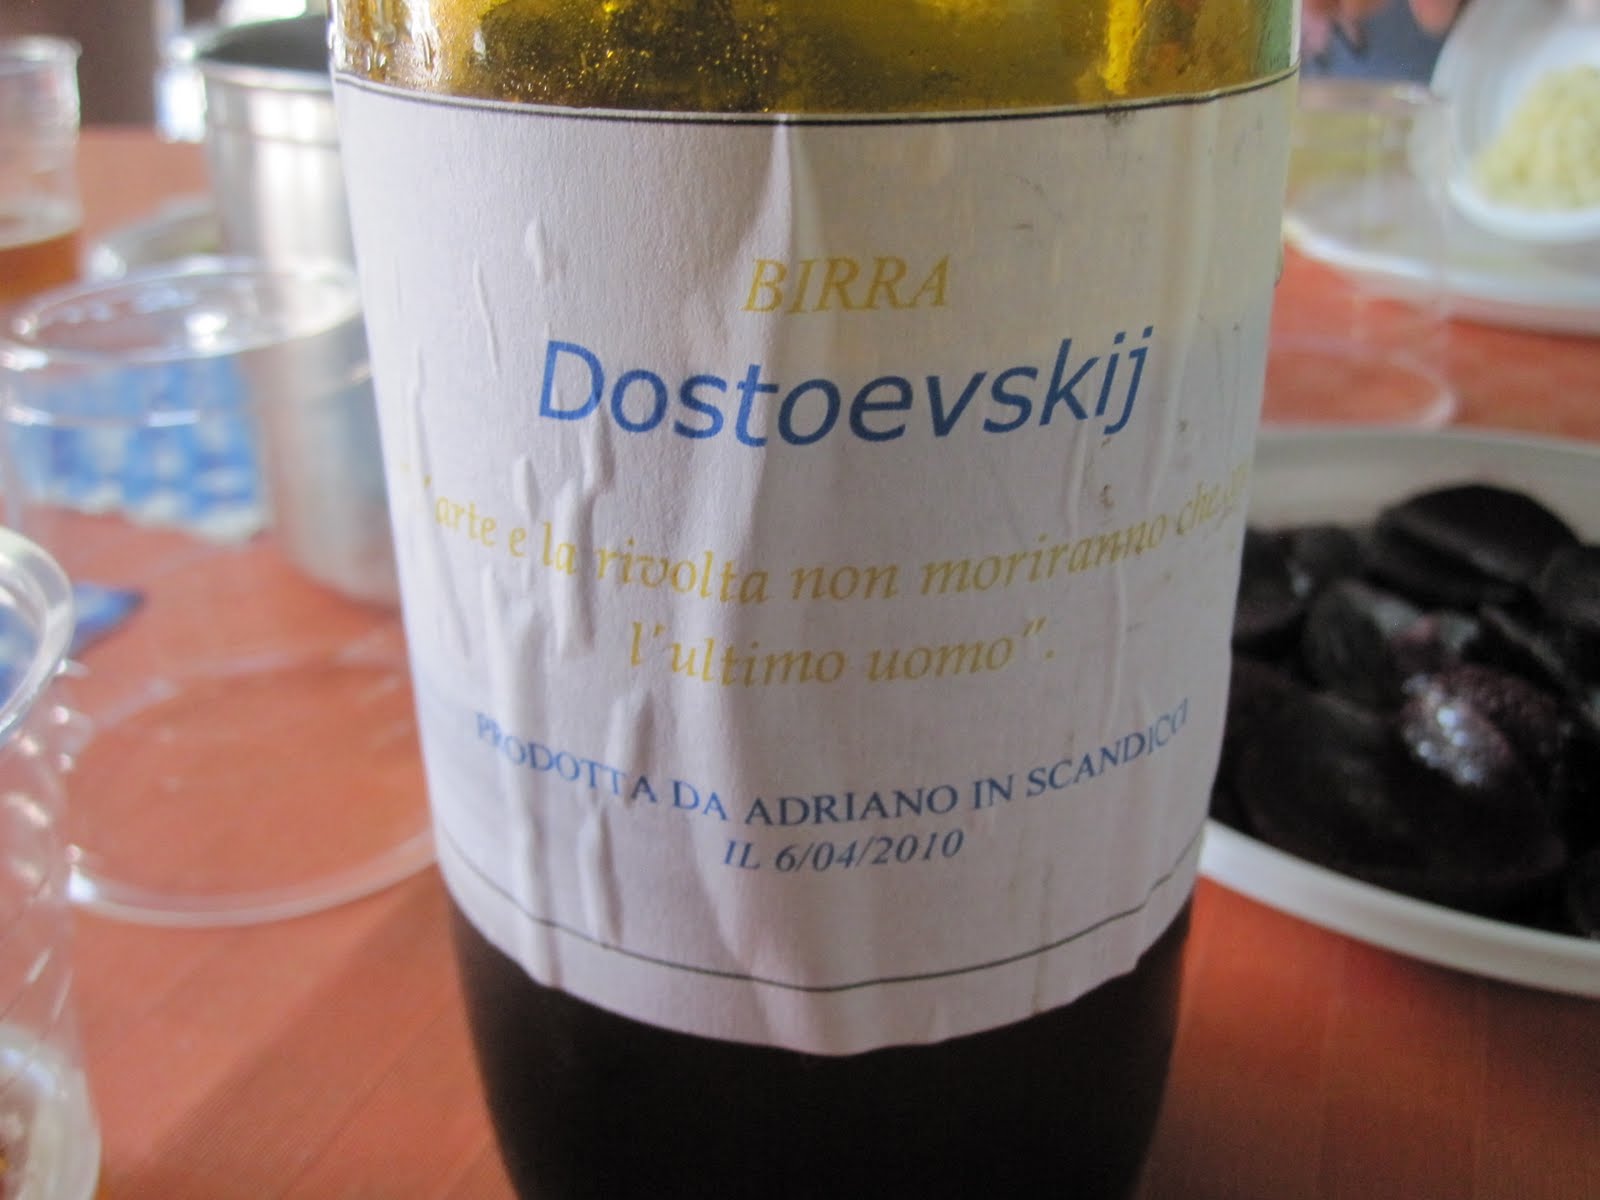 BIRRA
Dostoevskij
'arte e la rivolta non moriranno che
l'ultimo uomo”.
PRODOTTA DA ADRIANO IN SCANDICCI
IL 6/04/2010